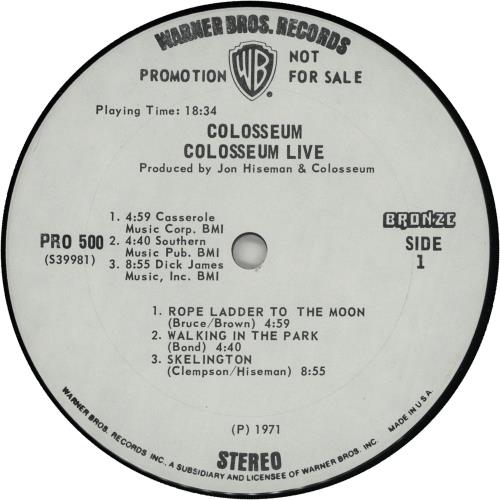 WARNER BROS. RECORDS
PROMOTION WB NOT FOR SALE
®
Playing Time: 18:34
COLOSSEUM
COLOSSEUM LIVE
Produced by Jon Hiseman & Colosseum
1. 4:59 Casserole
Music Corp. BMI
2. 4:40 Southern
Music Pub. BMI
3. 8:55 Dick James
Music, Inc. BMI
PRO 500
(S39981)
BRONZE
SIDE
1
1. ROPE LADDER TO THE MOON
(Bruce/Brown) 4:59
2. WALKING IN THE PARK
(Bond) 4:40
3. SKELINGTON
(Clempson/Hiseman) 8:55
(P) 1971
STEREO
WARNER BROS. RECORDS INC., A SUBSIDIARY AND LICENSEE OF WARNER BROS. INC. MADE IN U.S.A.